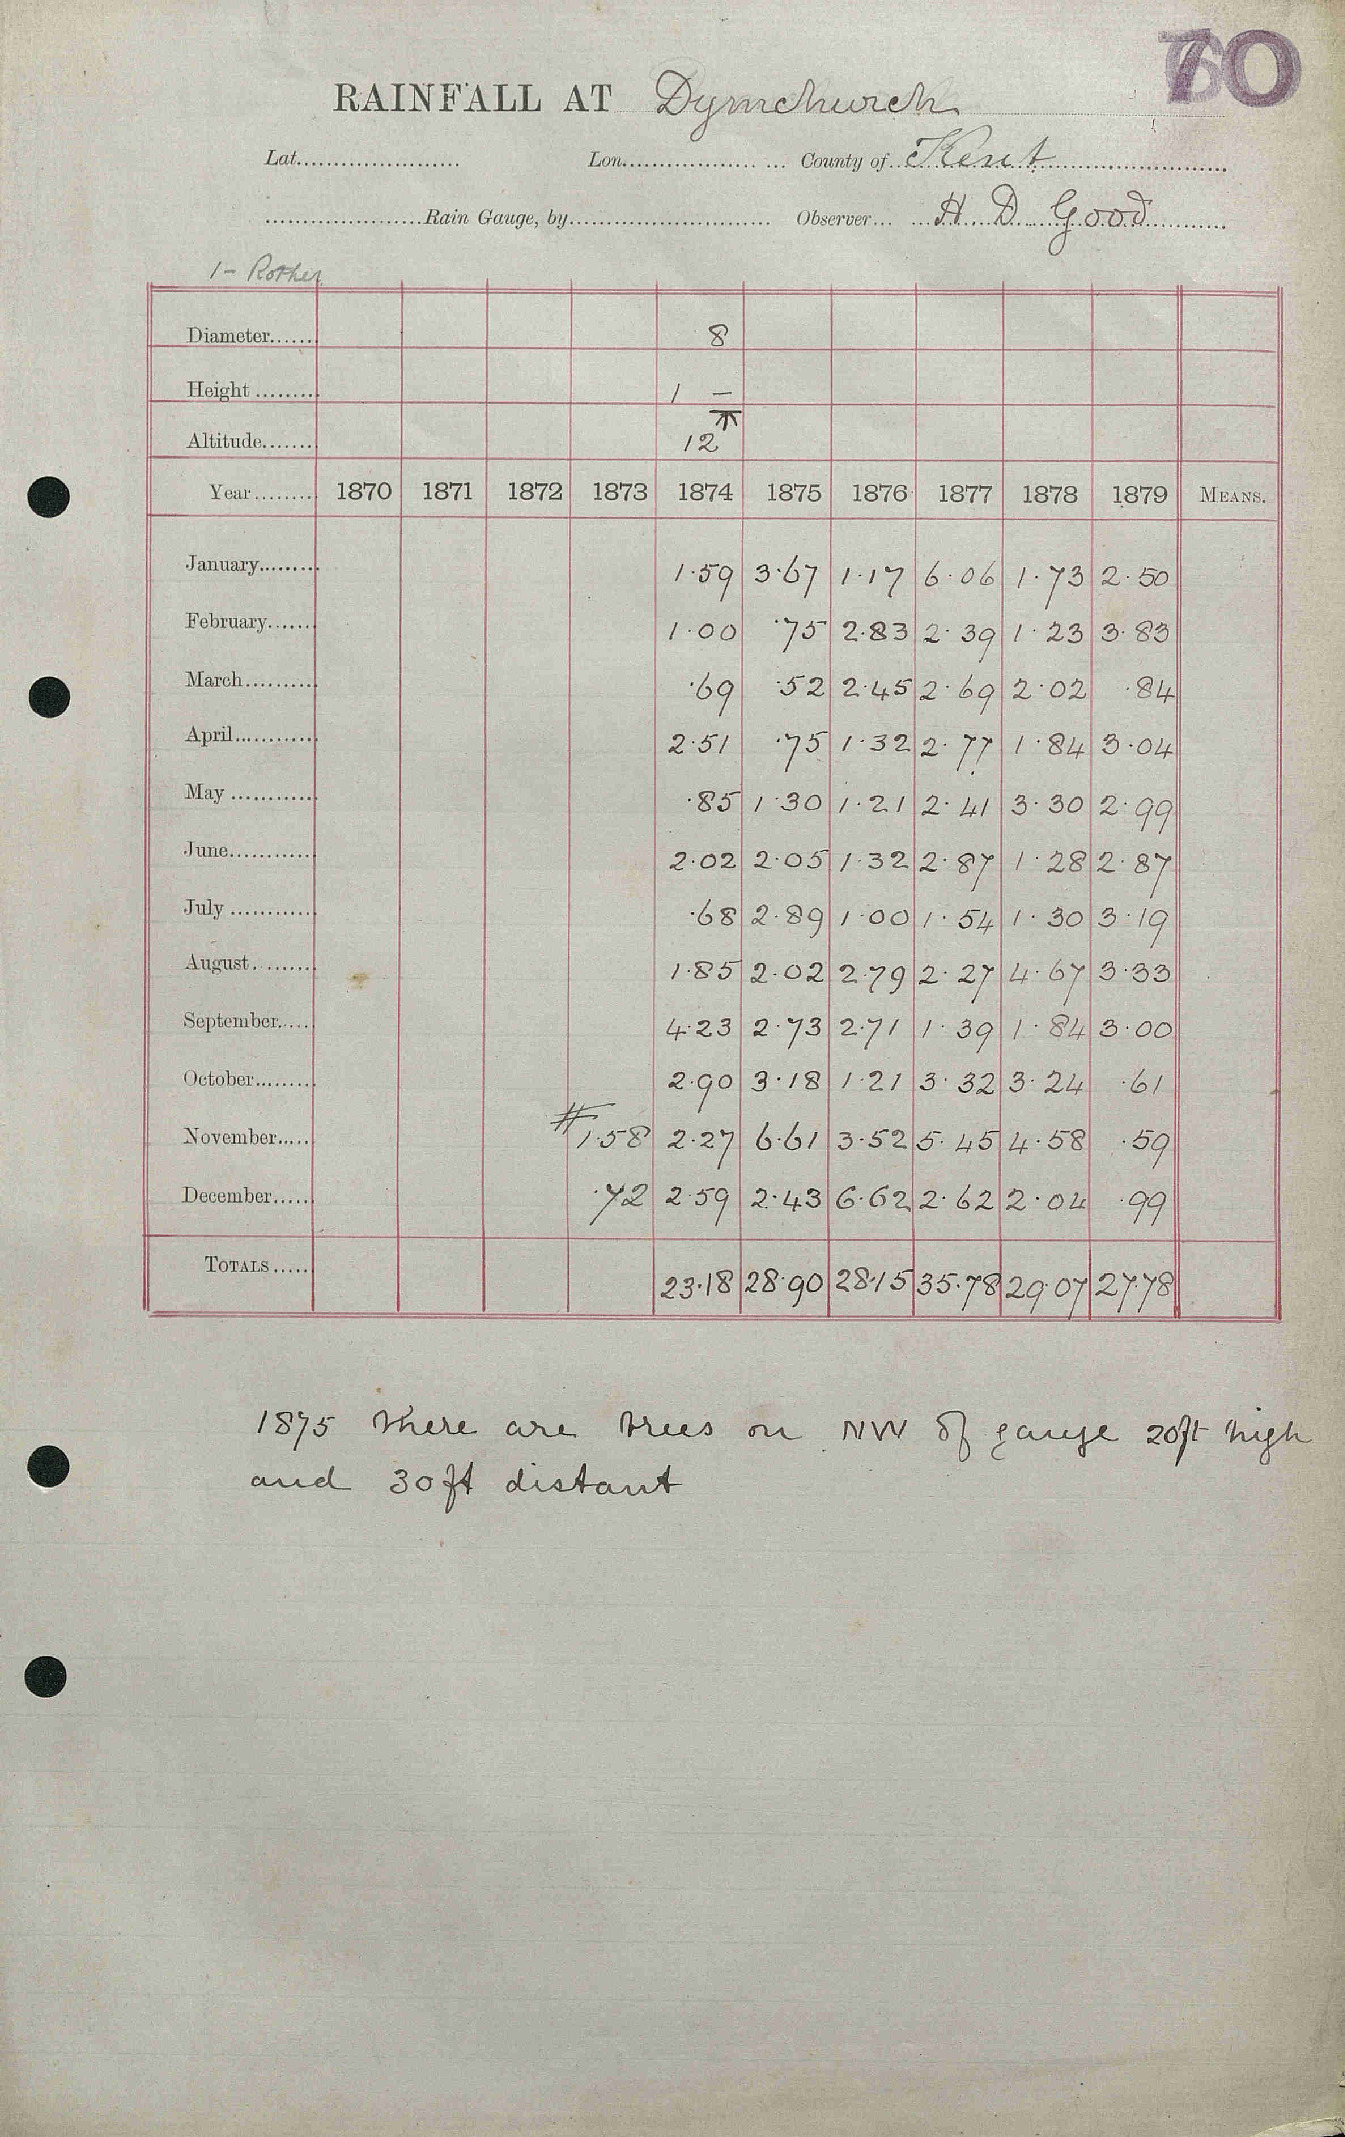 70
RAINFALL AT Dymchurch
Lat..................... Lon................... ... County of Kent
.....................Rain Gauge, by........................... Observer... H D Good
1- Rother
Diameter...... 8
Height ......... 1 —
Altitude....... 12
Year........ 1870 1871 1872 1873 1874 1875 1876 1877 1878 1879 MEANS.
January......... 1.59 3.67 1.17 6.06 1.73 2.50
February...... 1.00 .75 2.83 2.39 1.23 3.83
March.......... .69 .52 2.45 2.69 2.02 .84
April............ 2.51 .75 1.32 2.77 1.84 3.04
May ............ .85 1.30 1.21 2.41 3.30 2.99
June............ 2.02 2.05 1.32 2.87 1.28 2.87
July ............ .68 2.89 1.00 1.54 1.30 3.19
August......... 1.85 2.02 2.79 2.27 4.67 3.33
September..... 4.23 2.73 2.71 1.39 1.84 3.00
October......... 2.90 3.18 1.21 3.32 3.24 .61
November..... # 1.58 2.27 6.61 3.52 5.45 4.58 .59
December..... .72 2.59 2.43 6.62 2.62 2.04 .99
TOTALS..... 23.18 28.90 28.15 35.78 29.07 27.78
1875 there are trees on NW of gauge 20ft high
and 30ft distant